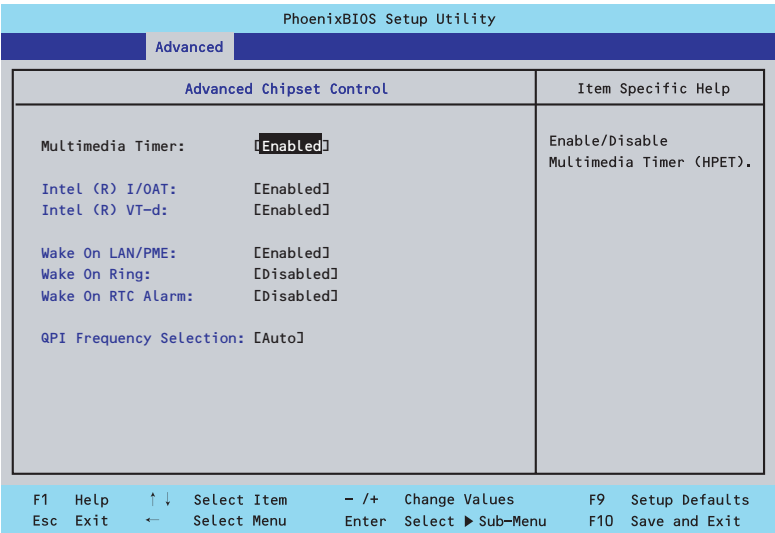 PhoenixBIOS Setup Utility
Advanced
Advanced Chipset Control
Item Specific Help
Multimedia Timer: [Enabled]
Enable/Disable
Multimedia Timer (HPET).
Intel (R) I/OAT: [Enabled]
Intel (R) VT-d: [Enabled]
Wake On LAN/PME: [Enabled]
Wake On Ring: [Disabled]
Wake On RTC Alarm: [Disabled]
QPI Frequency Selection: [Auto]
F1 Help ↑↓ Select Item - /+ Change Values F9 Setup Defaults
Esc Exit ← Select Menu Enter Select ▶ Sub-Menu F10 Save and Exit